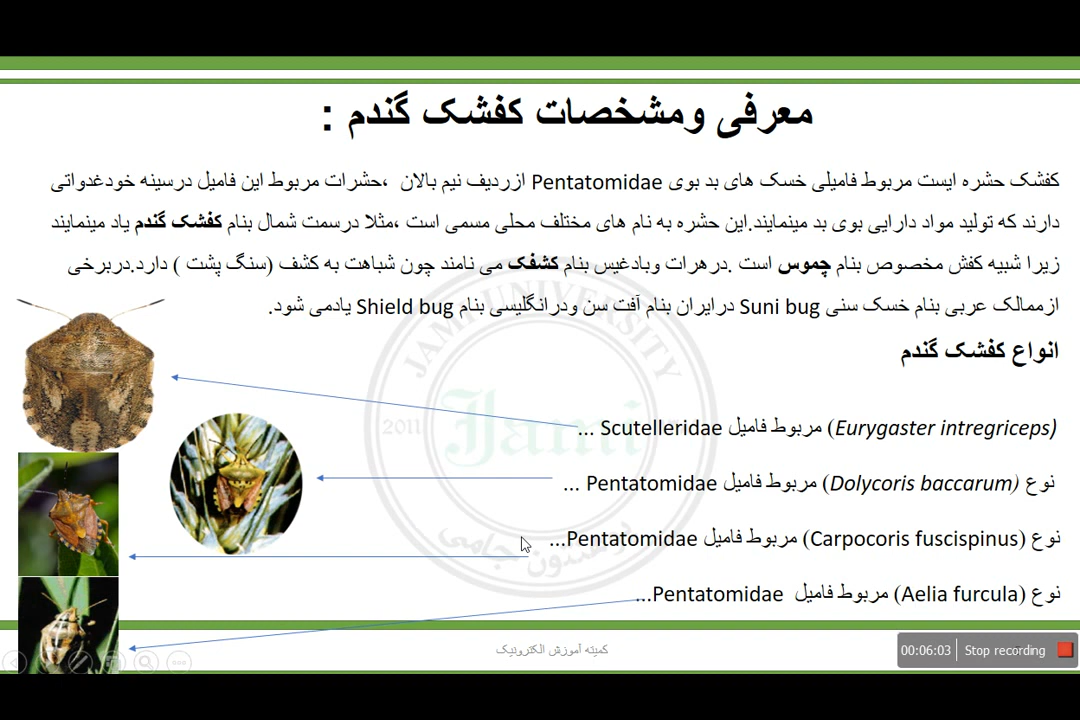 معرفی ومشخصات کفشک گندم :
کفشک حشره ایست مربوط فامیلی خسک های بد بوی Pentatomidae ازردیف نیم بالان ،حشرات مربوط این فامیل درسینه خودغدواتی
دارند که تولید مواد دارایی بوی بد مینمایند.این حشره به نام های مختلف محلی مسمی است ،مثلا درسمت شمال بنام کفشک گندم یاد مینمایند
زیرا شبیه کفش مخصوص بنام چموس است .درهرات وبادغیس بنام کشفک می نامند چون شباهت به کشف (سنگ پشت ) دارد.دربرخی
ازممالک عربی بنام خسک سنی Suni bug درایران بنام آفت سن ودرانگلیسی بنام Shield bug یادمی شود.
انواع کفشک گندم
(Eurygaster intregriceps) مربوط فامیل Scutelleridae ...
نوع (Dolycoris baccarum) مربوط فامیل Pentatomidae ...
نوع (Carpocoris fuscispinus) مربوط فامیل Pentatomidae...
نوع (Aelia furcula) مربوط فامیل Pentatomidae...
JAMI UNIVERSITY
2011
Jami
پوهنتون جامی
کمیته آموزش الکترونیک
00:06:03 Stop recording